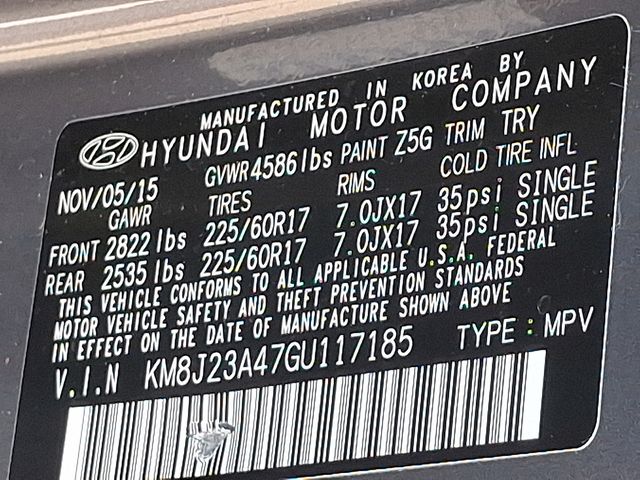 MANUFACTURED IN KOREA BY
HYUNDAI MOTOR COMPANY
NOV/05/15 GVWR 4586 lbs PAINT Z5G TRIM TRY
GAWR TIRES RIMS COLD TIRE INFL
FRONT 2822 lbs 225/60R17 7.0JX17 35psi SINGLE
REAR 2535 lbs 225/60R17 7.0JX17 35psi SINGLE
THIS VEHICLE CONFORMS TO ALL APPLICABLE U.S.A. FEDERAL
MOTOR VEHICLE SAFETY AND THEFT PREVENTION STANDARDS
IN EFFECT ON THE DATE OF MANUFACTURE SHOWN ABOVE
V.I.N KM8J23A47GU117185 TYPE : MPV